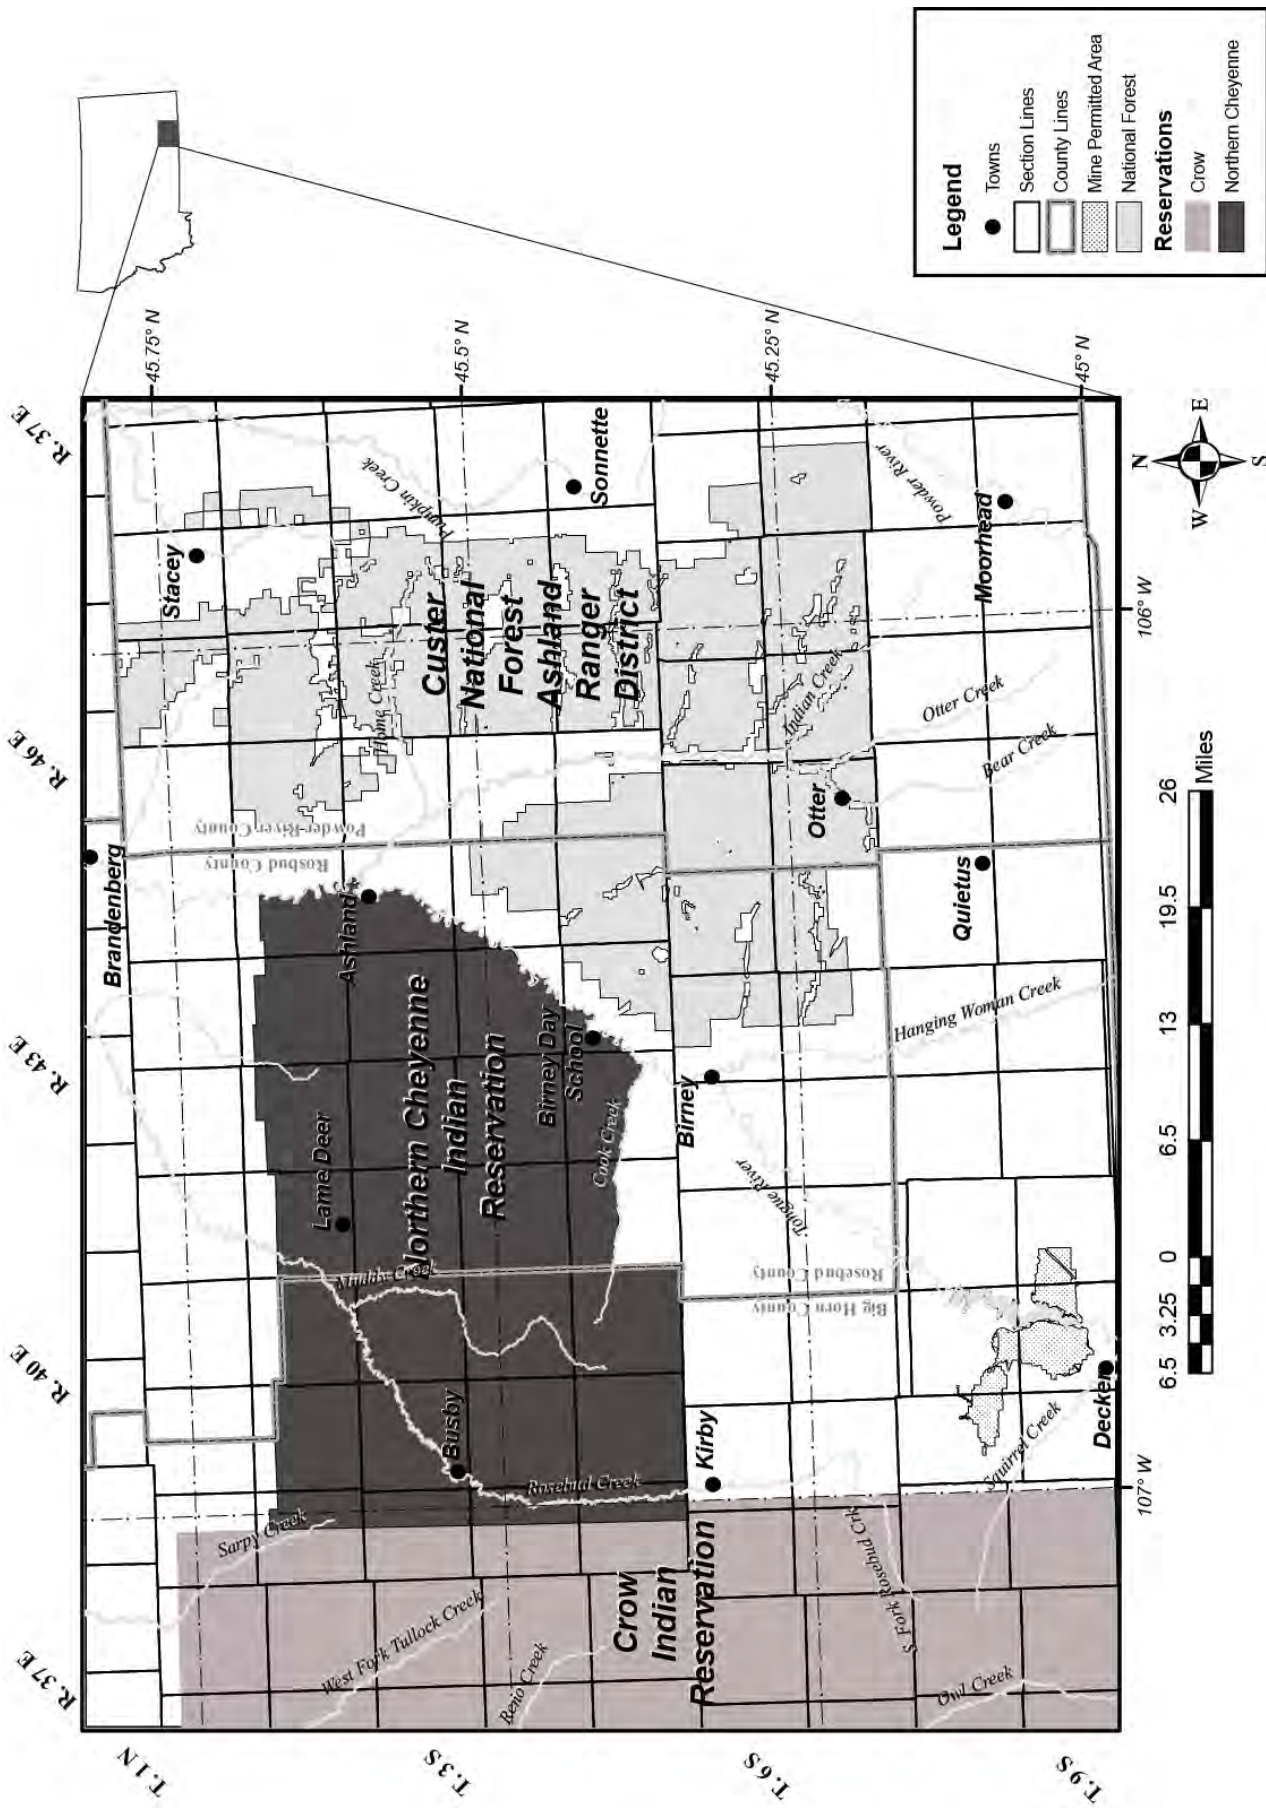 R. 37 E
R. 40 E
R. 43 E
R. 46 E
R. 37 E
T.1N
T.3S
T.6S
T.9S
45.75° N
45.5° N
45.25° N
45° N
107° W
106° W
Brandenberg
Stacey
Ashland
Lame Deer
Busby
Birney Day
School
Sonnette
Kirby
Birney
Otter
Quietus
Moorhead
Decker
Northern Cheyenne
Indian
Reservation
Crow
Indian
Reservation
Custer
National
Forest
Ashland
Ranger
District
Sarpy Creek
West Fork Tullock Creek
Reno Creek
Owl Creek
S. Fork Rosebud Crk
Squirrel Creek
Rosebud Creek
Muddy Creek
Cook Creek
Tongue River
Hanging Woman Creek
Bear Creek
Otter Creek
Indian Creek
Home Creek
Pumpkin Creek
Powder River
Powder River County
Rosbud County
Rosebud County
Big Horn County
N
W
E
S
6.5 3.25 0 6.5 13 19.5 26
Miles
Legend
Towns
Section Lines
County Lines
Mine Permitted Area
National Forest
Reservations
Crow
Northern Cheyenne